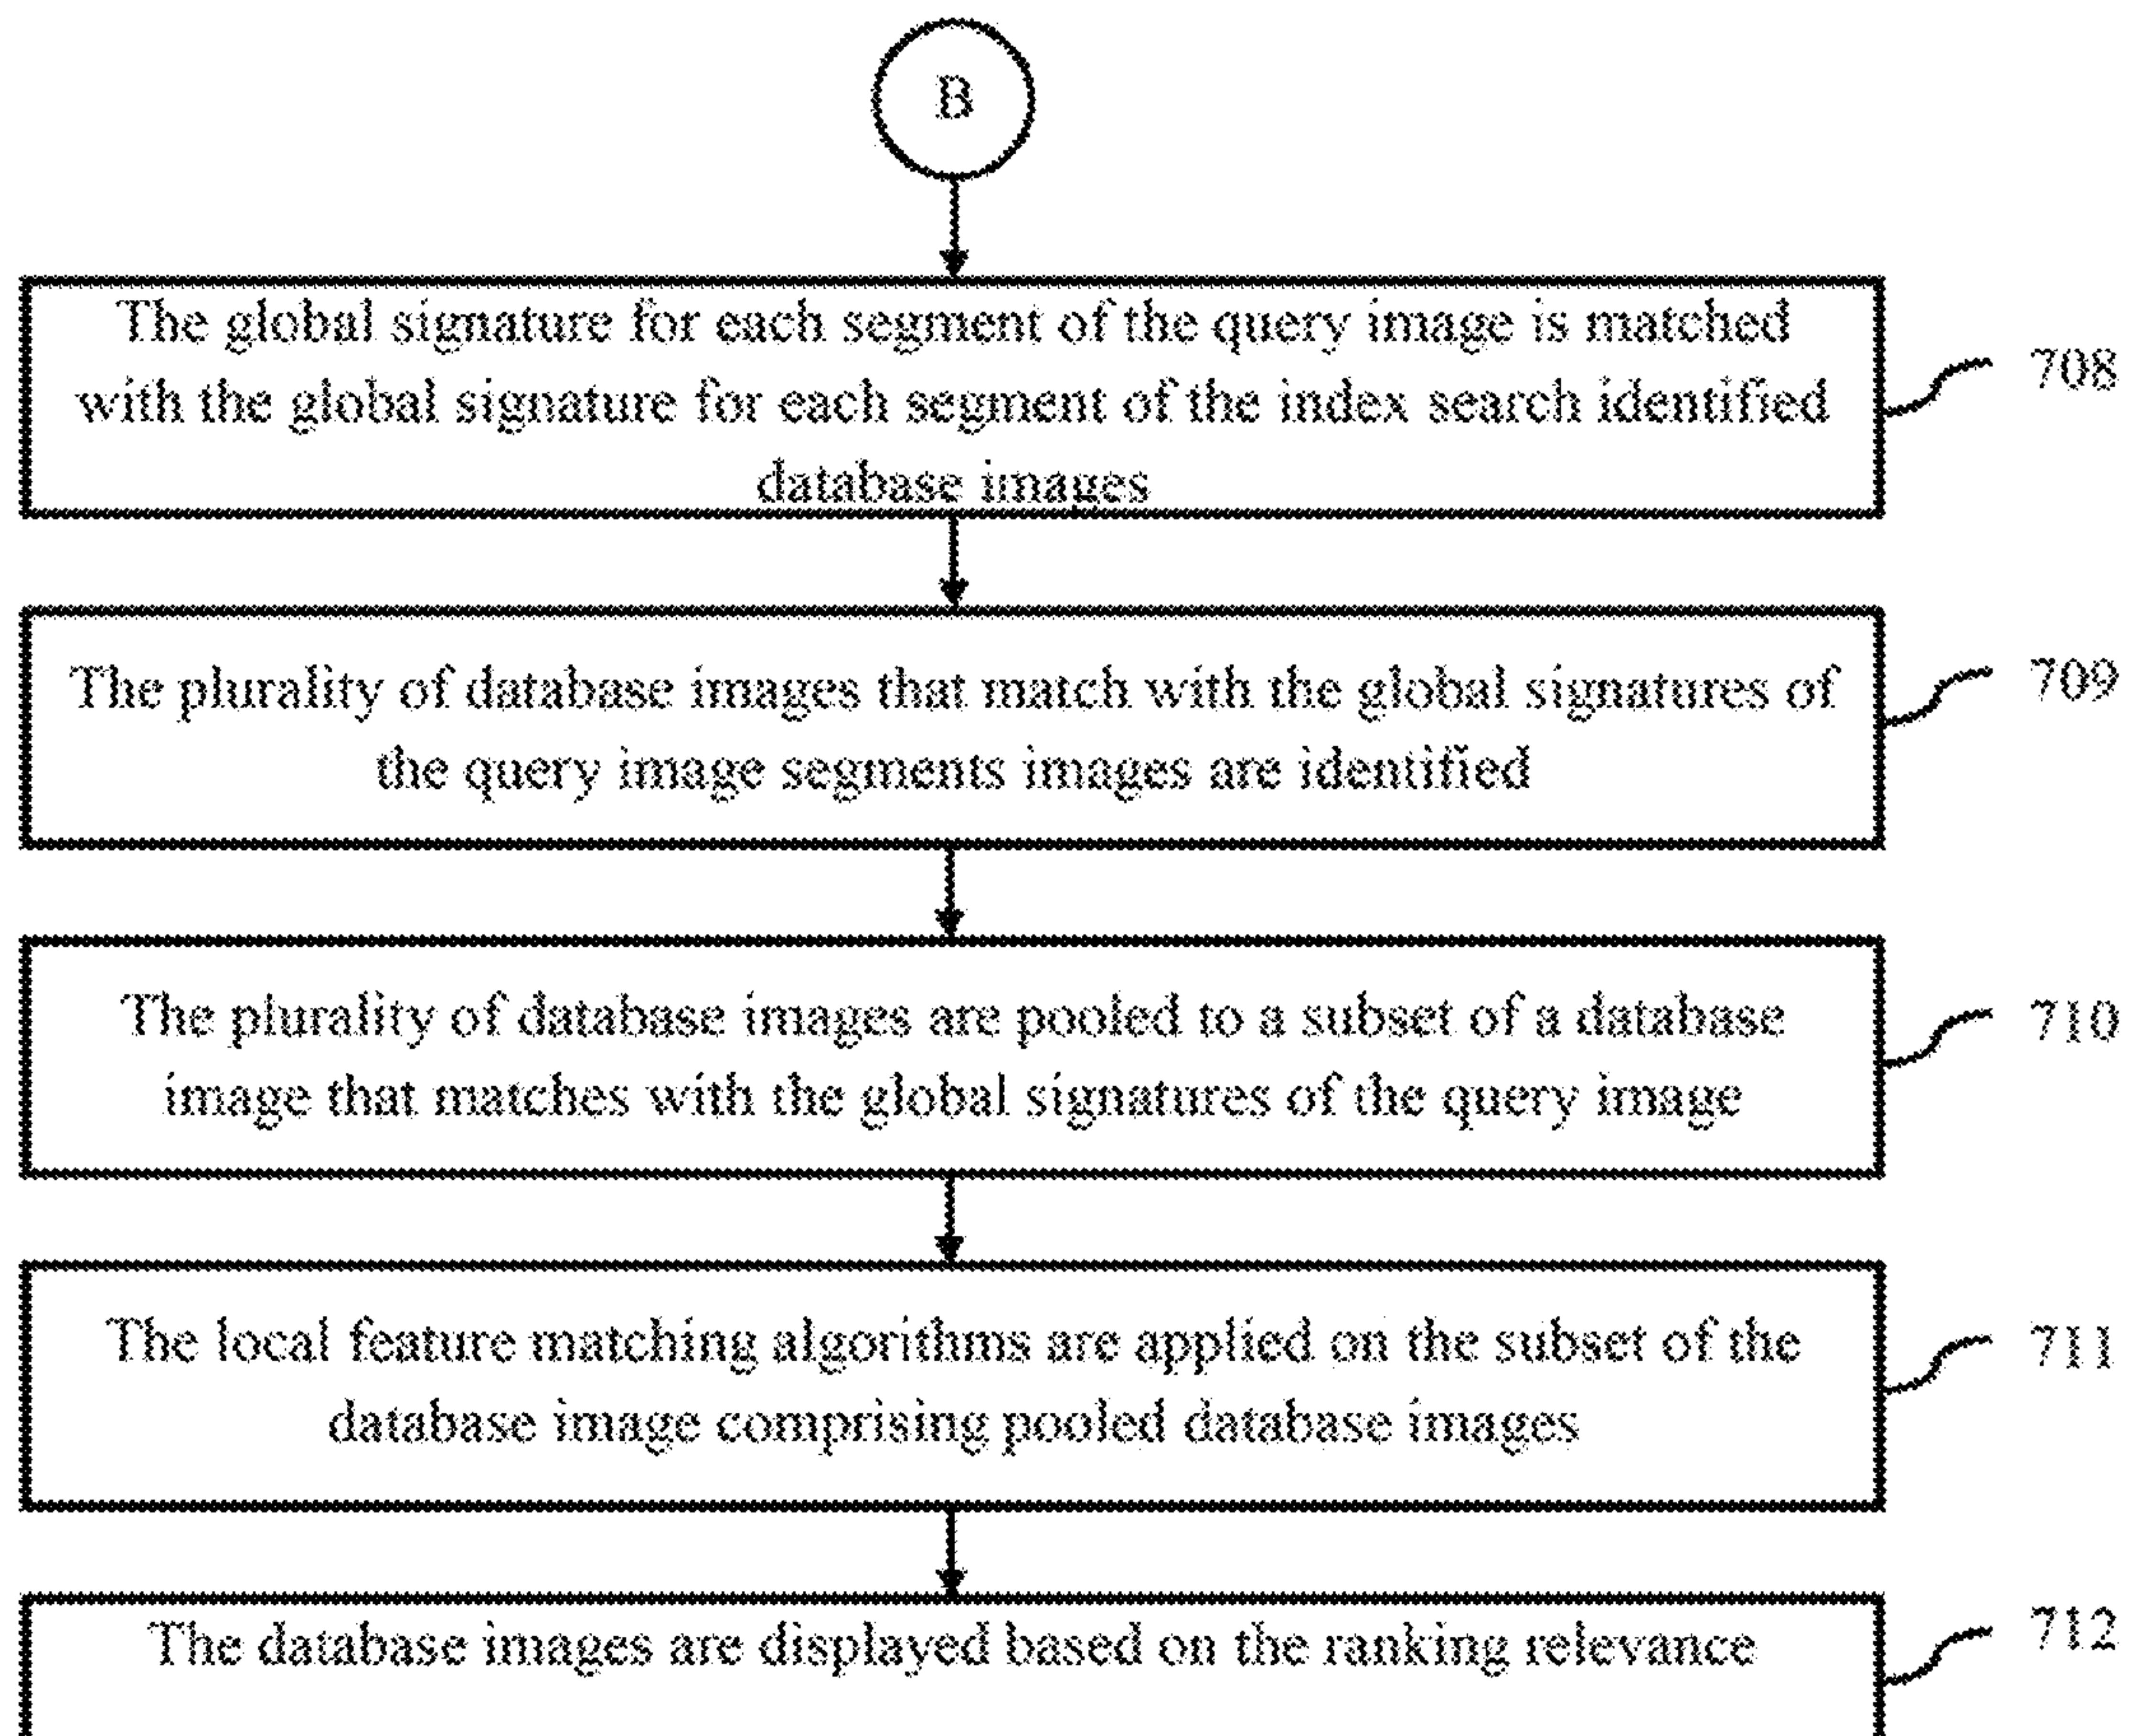 B
The global signature for each segment of the query image is matched
with the global signature for each segment of the index search identified
database images
708
The plurality of database images that match with the global signatures of
the query image segments images are identified
709
The plurality of database images are pooled to a subset of a database
image that matches with the global signatures of the query image
710
The local feature matching algorithms are applied on the subset of the
database image comprising pooled database images
711
The database images are displayed based on the ranking relevance
712